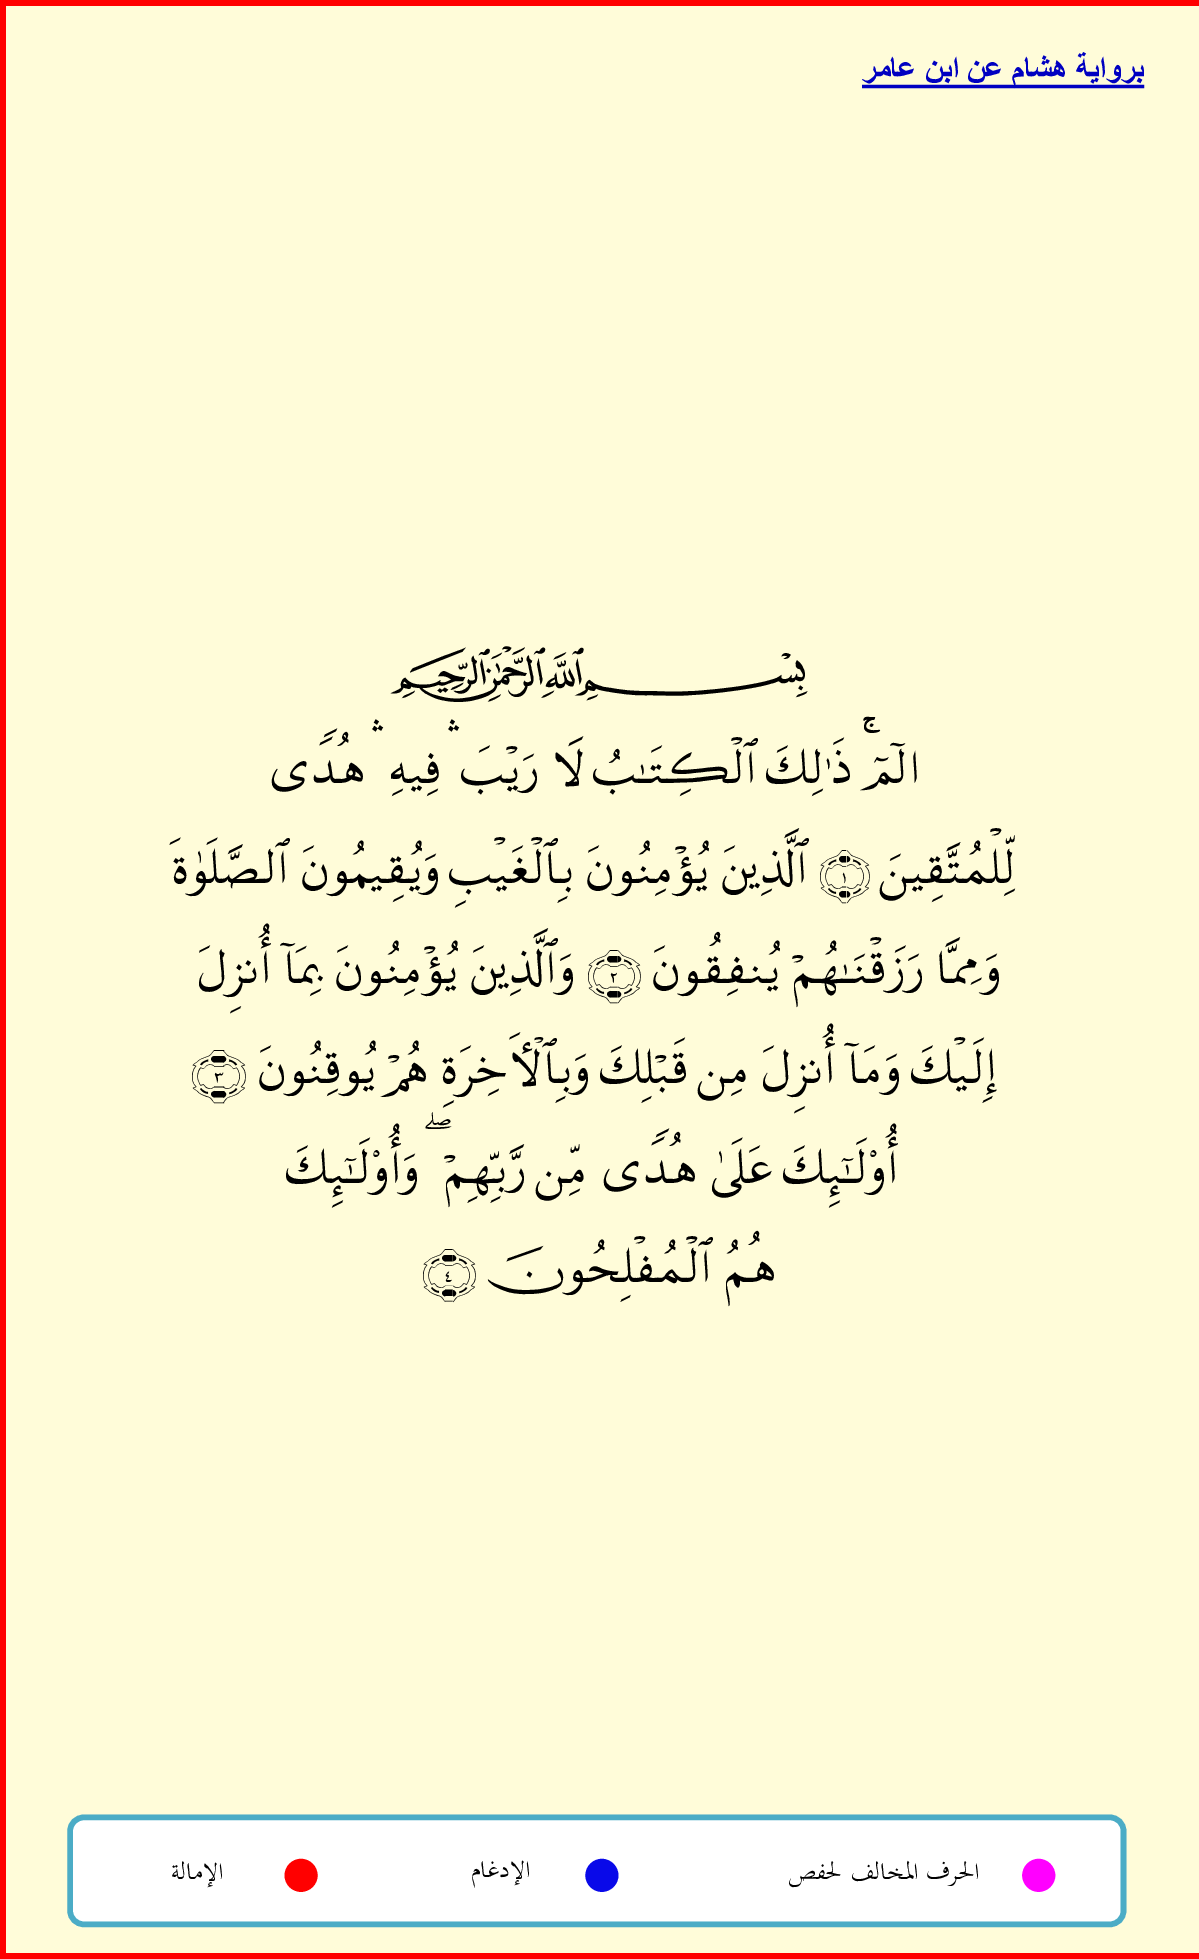 برواية هشام عن ابن عامر
بِسۡمِ ٱللَّهِ ٱلرَّحۡمَٰنِ ٱلرَّحِيمِ
الٓمٓۚ ذَٰلِكَ ٱلۡكِتَٰبُ لَا رَيۡبَۛ فِيهِۛ هُدٗى
لِّلۡمُتَّقِينَ ١ ٱلَّذِينَ يُؤۡمِنُونَ بِٱلۡغَيۡبِ وَيُقِيمُونَ ٱلصَّلَوٰةَ
وَمِمَّا رَزَقۡنَٰهُمۡ يُنفِقُونَ ٢ وَٱلَّذِينَ يُؤۡمِنُونَ بِمَآ أُنزِلَ
إِلَيۡكَ وَمَآ أُنزِلَ مِن قَبۡلِكَ وَبِٱلۡأٓخِرَةِ هُمۡ يُوقِنُونَ ٣
أُوْلَٰٓئِكَ عَلَىٰ هُدٗى مِّن رَّبِّهِمۡۖ وَأُوْلَٰٓئِكَ
هُمُ ٱلۡمُفۡلِحُونَ ٤
الحرف المخالف لحفص الإدغام الإمالة